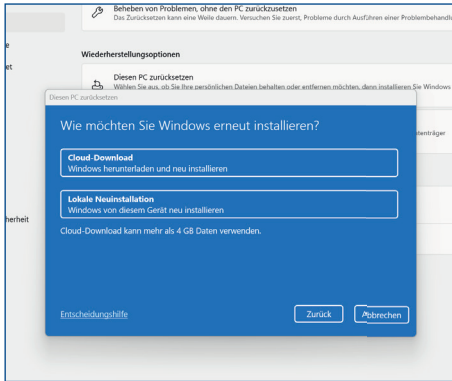 Beheben von Problemen, ohne den PC zurückzusetzen
Das Zurücksetzen kann eine Weile dauern. Versuchen Sie zuerst, Probleme durch Ausführen einer Problembehandlu
e
et
Wiederherstellungsoptionen
Diesen PC zurücksetzen
Wählen Sie aus, ob Sie Ihre persönlichen Dateien behalten oder entfernen möchten, dann installieren Sie Windows
Diesen PC zurücksetzen
Wie möchten Sie Windows erneut installieren?
Cloud-Download
Windows herunterladen und neu installieren
tenträger
Lokale Neuinstallation
Windows von diesem Gerät neu installieren
herheit
Cloud-Download kann mehr als 4 GB Daten verwenden.
Entscheidungshilfe
Zurück
Abbrechen